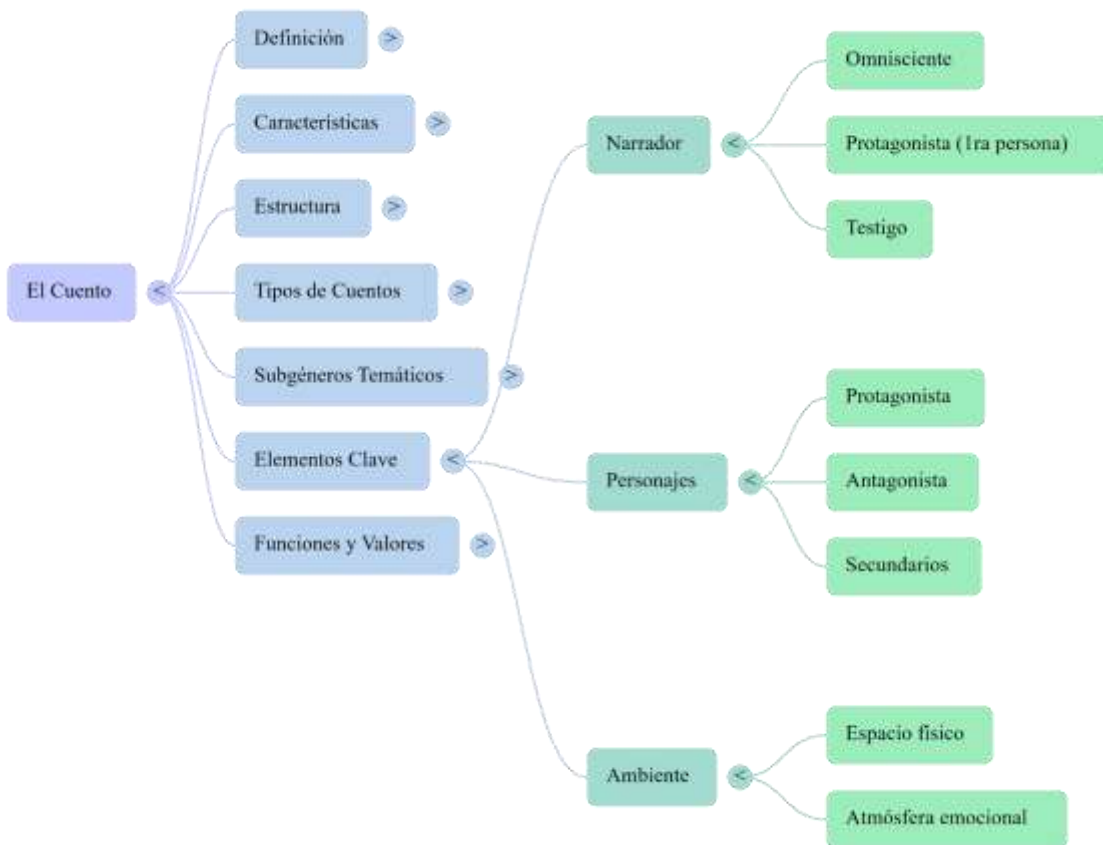 El Cuento
Definición
Características
Estructura
Tipos de Cuentos
Subgéneros Temáticos
Elementos Clave
Funciones y Valores
Narrador
Omnisciente
Protagonista (1ra persona)
Testigo
Personajes
Protagonista
Antagonista
Secundarios
Ambiente
Espacio físico
Atmósfera emocional